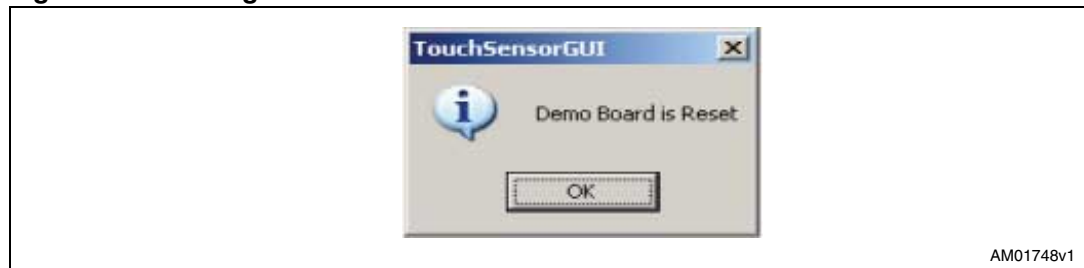 TouchSensorGUI
Demo Board is Reset
OK
AM01748v1